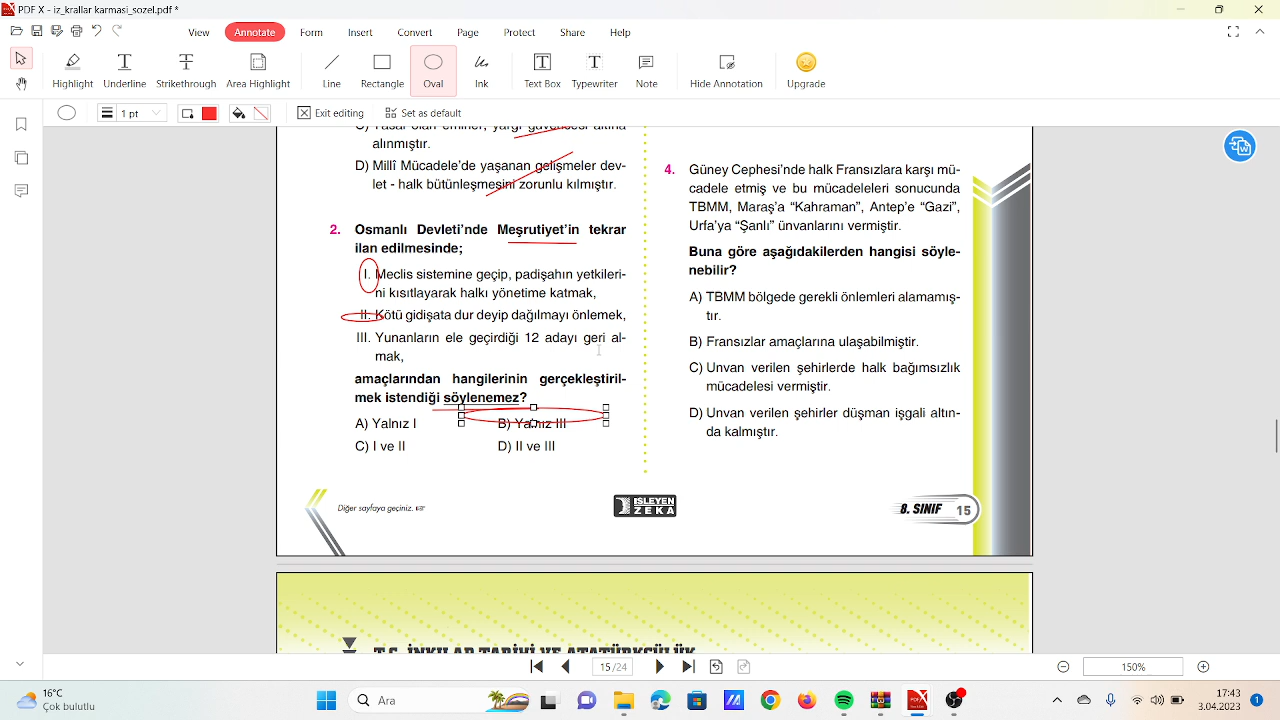 PDF X - iz_krallar karmasi_sozel.pdf *
View Annotate Form Insert Convert Page Protect Share Help
Highlight Underline Strikethrough Area Highlight Line Rectangle Oval Ink Text Box Typewriter Note Hide Annotation Upgrade
1 pt Exit editing Set as default
alınmıştır.
D) Millî Mücadele’de yaşanan gelişmeler dev-
let - halk bütünleşmesini zorunlu kılmıştır.
2. Osmanlı Devleti’nde Meşrutiyet’in tekrar
ilan edilmesinde;
I. Meclis sistemine geçip, padişahın yetkileri-
ni kısıtlayarak halkı yönetime katmak,
II. Kötü gidişata dur deyip dağılmayı önlemek,
III. Yunanların ele geçirdiği 12 adayı geri al-
mak,
amaçlarından hangilerinin gerçekleştiril-
mek istendiği söylenemez?
A) Yalnız I B) Yalnız III
C) I ve II D) II ve III
4. Güney Cephesi’nde halk Fransızlara karşı mü-
cadele etmiş ve bu mücadeleleri sonucunda
TBMM, Maraş’a “Kahraman”, Antep’e “Gazi”,
Urfa’ya “Şanlı” ünvanlarını vermiştir.
Buna göre aşağıdakilerden hangisi söyle-
nebilir?
A) TBMM bölgede gerekli önlemleri alamamış-
tır.
B) Fransızlar amaçlarına ulaşabilmiştir.
C) Unvan verilen şehirlerde halk bağımsızlık
mücadelesi vermiştir.
D) Unvan verilen şehirler düşman işgali altın-
da kalmıştır.
Diğer sayfaya geçiniz.
İŞLEYEN
ZEKA
8. SINIF 15
T.C. İNKILAP TARİHİ VE ATATÜRKÇÜLÜK
15/24 150%
16°C
Çok bulutlu
Ara
17:43